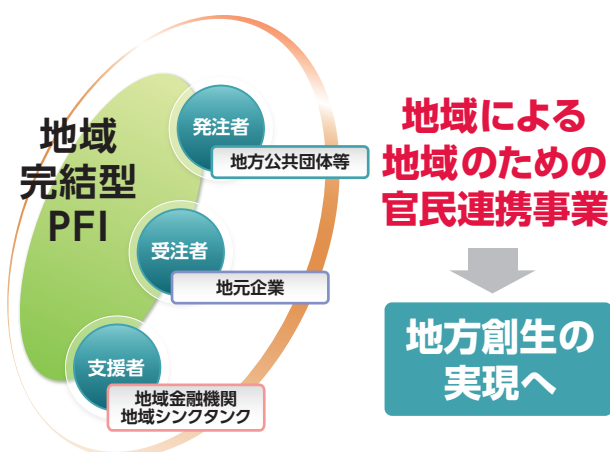 地域
完結型
PFI
発注者
地方公共団体等
受注者
地元企業
支援者
地域金融機関
地域シンクタンク
地域による
地域のための
官民連携事業
地方創生の
実現へ